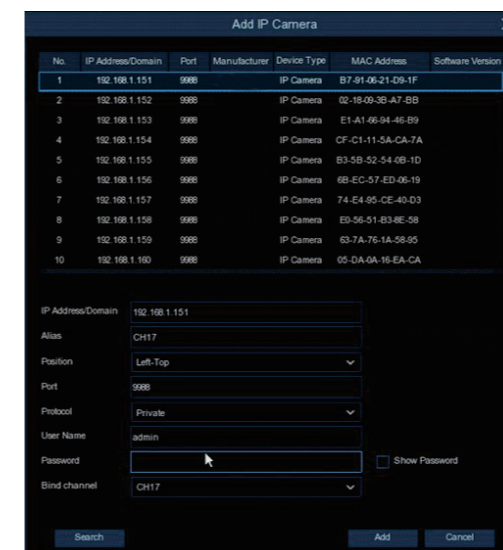 Add IP Camera
No. IP Address/Domain Port Manufacturer Device Type MAC Address Software Version
1 192.168.1.151 9988 IP Camera B7-91-06-21-D9-1F
2 192.168.1.152 9988 IP Camera 02-18-09-3B-A7-BB
3 192.168.1.153 9988 IP Camera E1-A1-66-94-46-B9
4 192.168.1.154 9988 IP Camera CF-C1-11-5A-CA-7A
5 192.168.1.155 9988 IP Camera B3-5B-52-54-0B-1D
6 192.168.1.156 9988 IP Camera 6B-EC-57-ED-06-19
7 192.168.1.157 9988 IP Camera 74-E4-95-CE-40-D3
8 192.168.1.158 9988 IP Camera E0-56-51-B3-8E-58
9 192.168.1.159 9988 IP Camera 63-7A-76-1A-58-95
10 192.168.1.160 9988 IP Camera 05-DA-0A-16-EA-CA
IP Address/Domain 192.168.1.151
Alias CH17
Position Left-Top
Port 9988
Protocol Private
User Name admin
Password Show Password
Bind channel CH17
Search Add Cancel